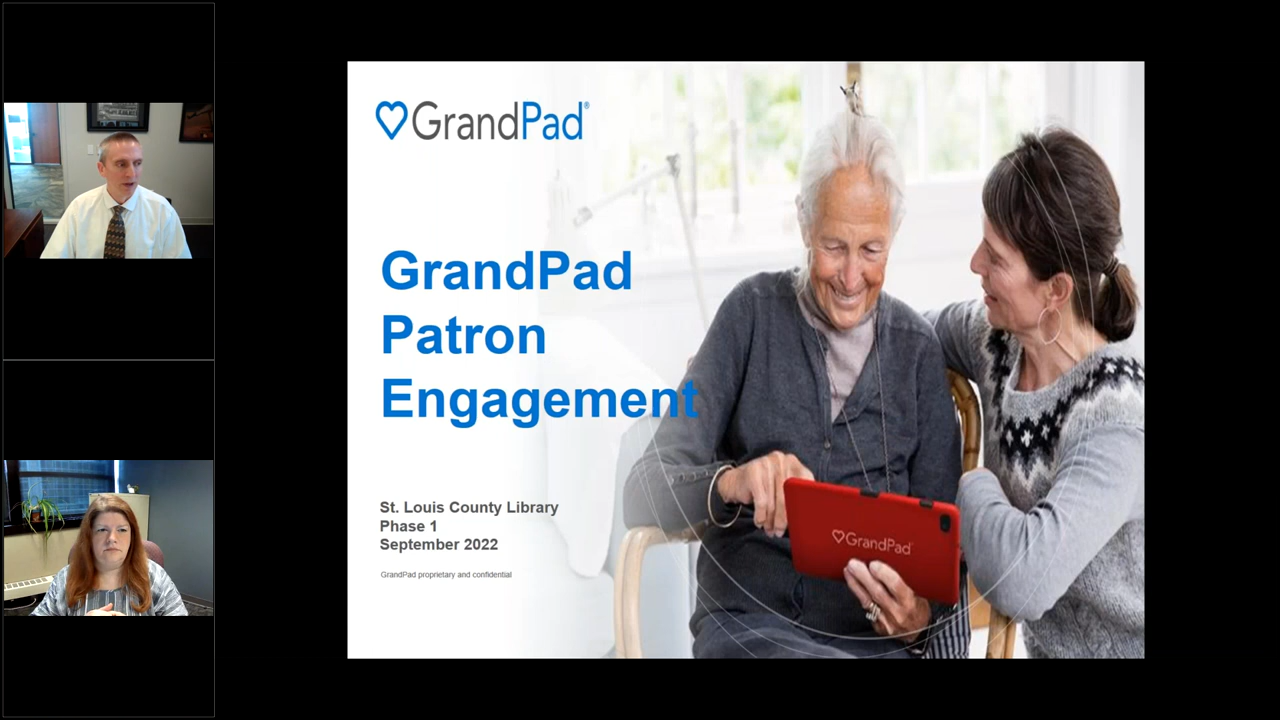 GrandPad®
GrandPad
Patron
Engagement
St. Louis County Library
Phase 1
September 2022
GrandPad proprietary and confidential
GrandPad